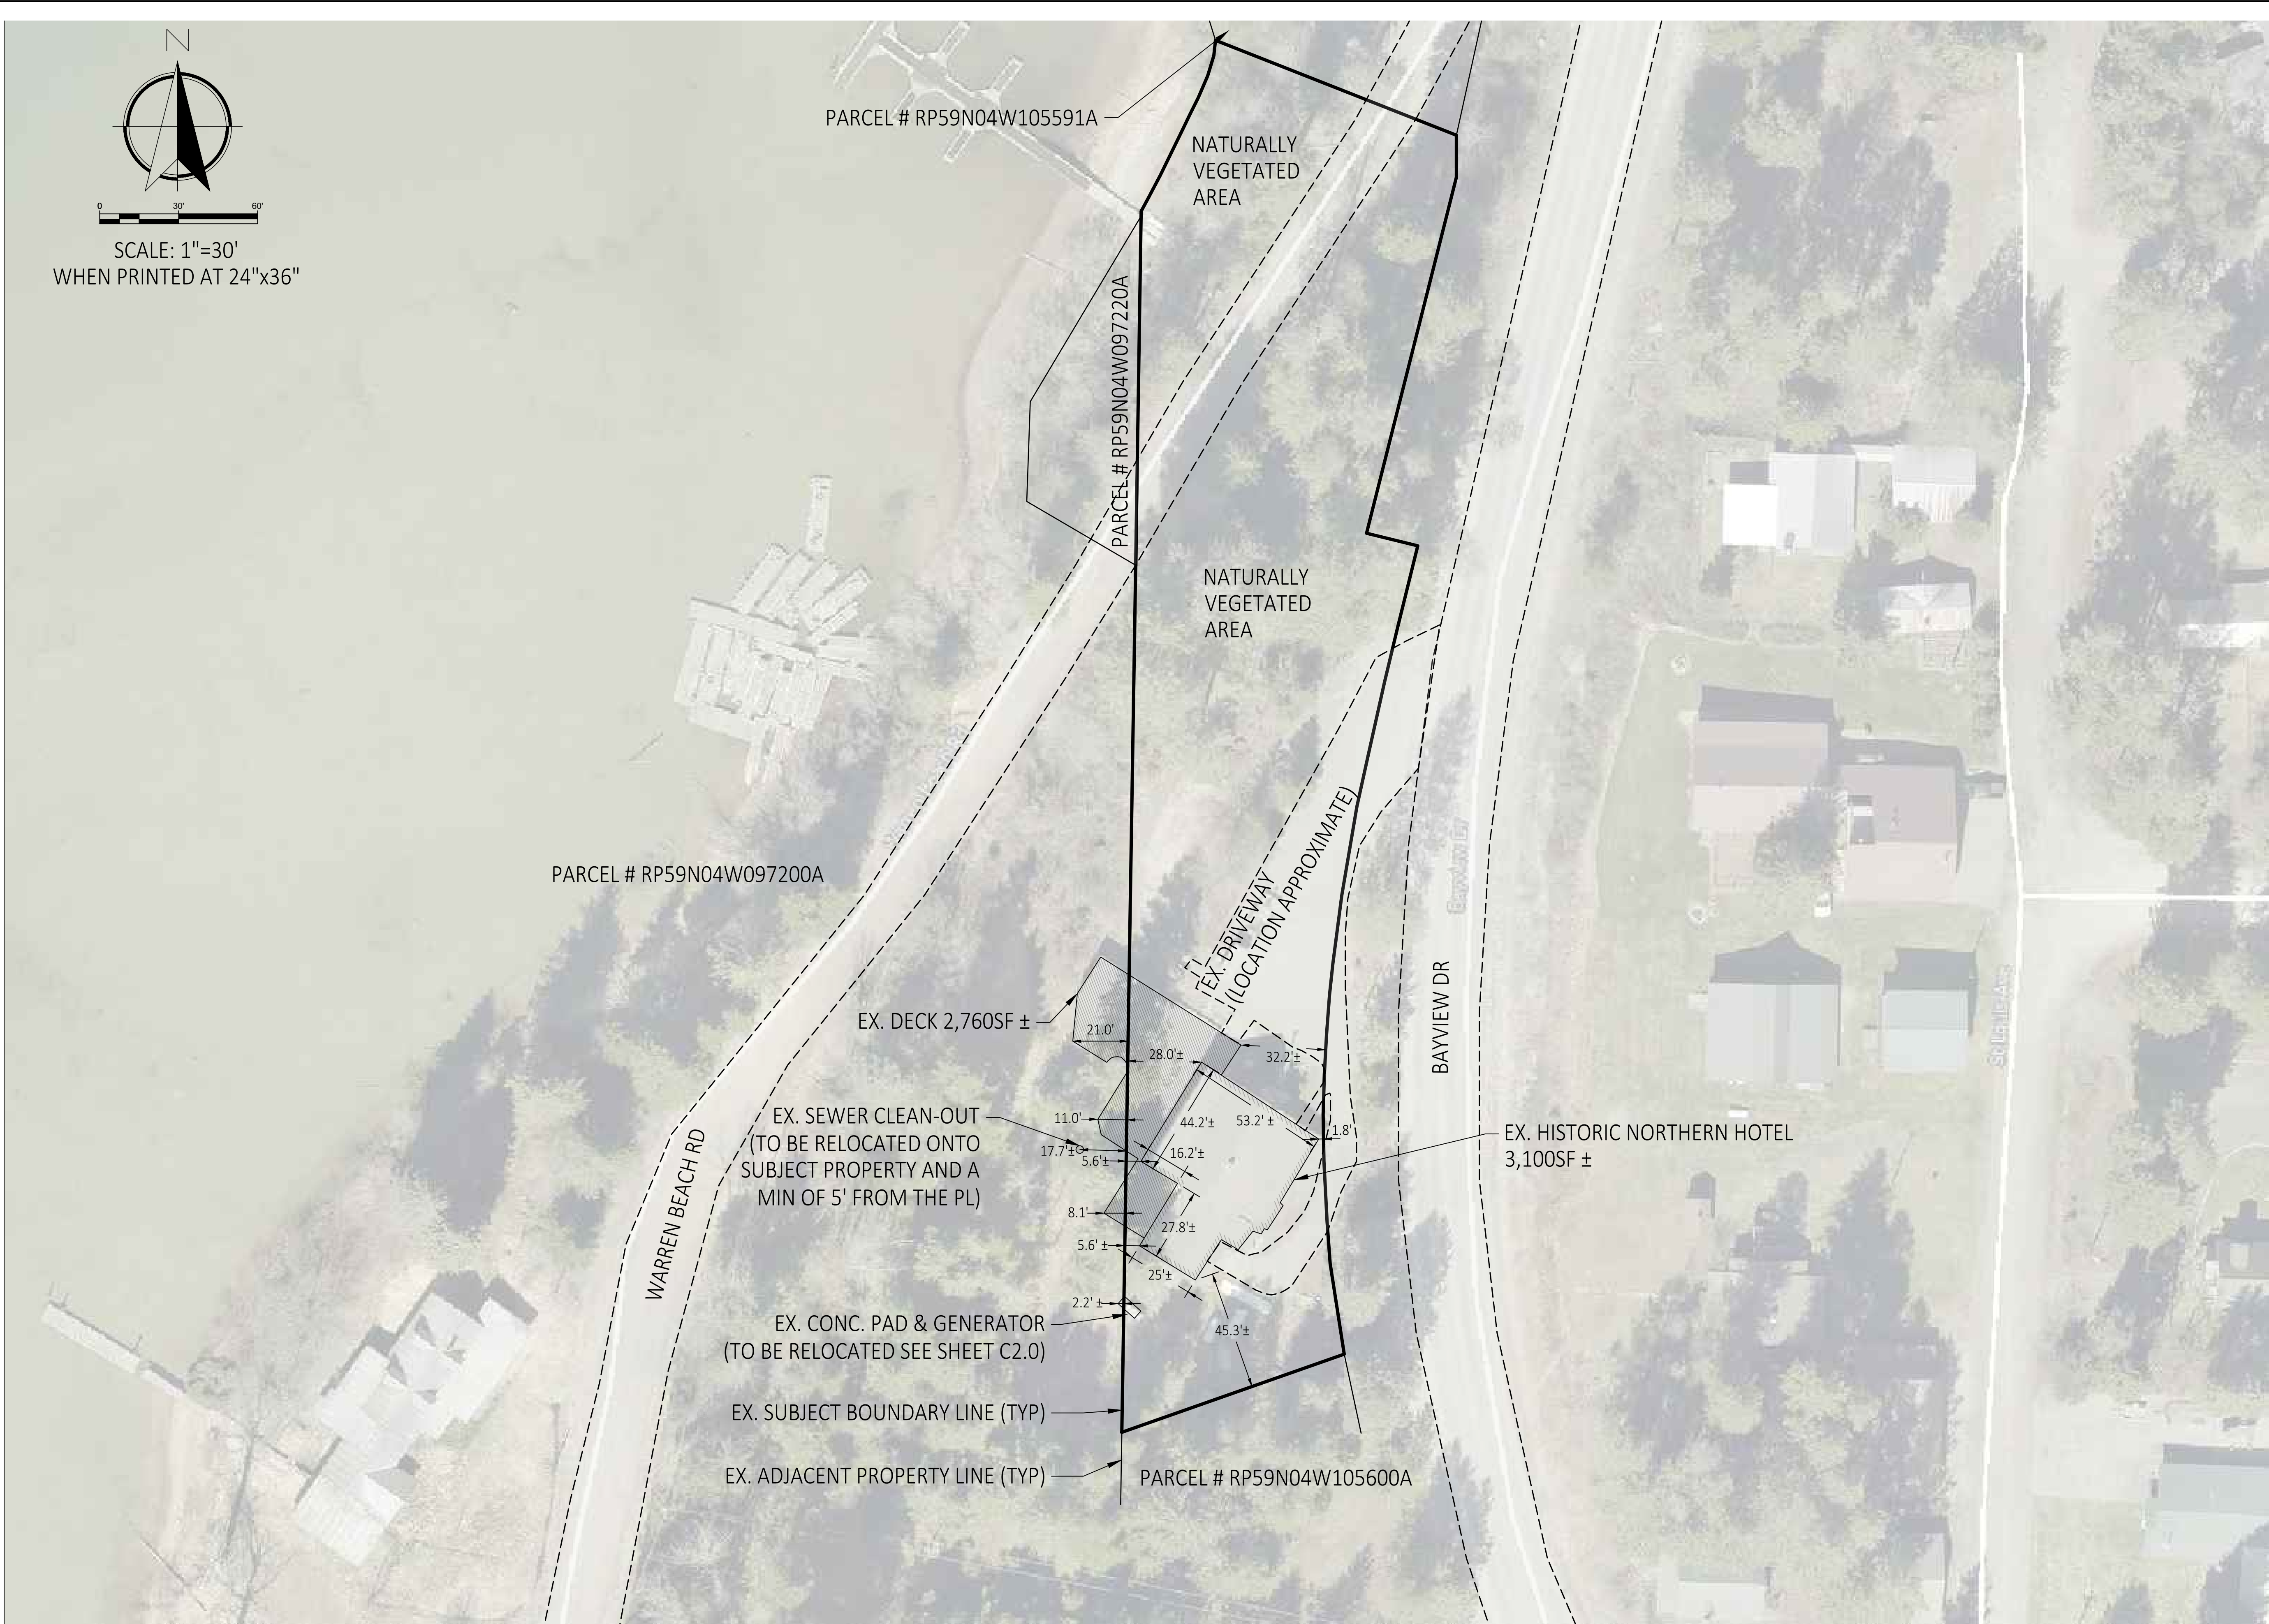 N
0 30' 60'
SCALE: 1"=30'
WHEN PRINTED AT 24"x36"
PARCEL # RP59N04W105591A
NATURALLY
VEGETATED
AREA
PARCEL # RP59N04W097220A
NATURALLY
VEGETATED
AREA
PARCEL # RP59N04W097200A
EX. DRIVEWAY
(LOCATION APPROXIMATE)
BAYVIEW DR
Bayview Dr
St Louis Ave
EX. DECK 2,760SF ±
21.0'
28.0'±
32.2'±
EX. SEWER CLEAN-OUT
(TO BE RELOCATED ONTO
SUBJECT PROPERTY AND A
MIN OF 5' FROM THE PL)
11.0'
44.2'±
53.2' ±
1.8'
17.7'±
5.6'±
16.2'±
EX. HISTORIC NORTHERN HOTEL
3,100SF ±
8.1'
27.8'±
5.6' ±
25'±
WARREN BEACH RD
2.2' ±
45.3'±
EX. CONC. PAD & GENERATOR
(TO BE RELOCATED SEE SHEET C2.0)
EX. SUBJECT BOUNDARY LINE (TYP)
EX. ADJACENT PROPERTY LINE (TYP)
PARCEL # RP59N04W105600A